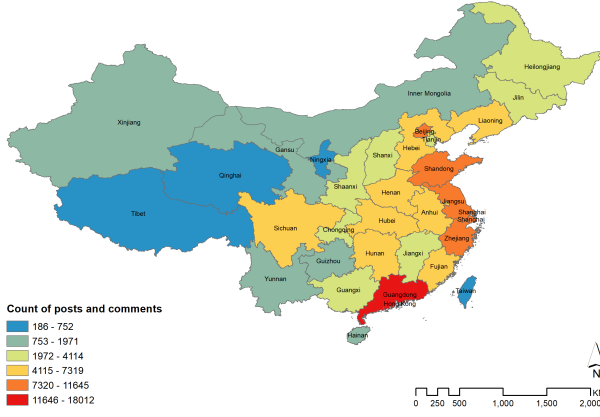 Heilongjiang
Jilin
Inner Mongolia
Liaoning
Xinjiang
Beijing
Tianjin
Hebei
Gansu
Ningxia
Shanxi
Shandong
Qinghai
Shaanxi
Henan
Jiangsu
Tibet
Shanghai
Shanghai
Anhui
Hubei
Sichuan
Chongqing
Zhejiang
Hunan
Jiangxi
Guizhou
Fujian
Yunnan
Guangxi
Guangdong
Hong Kong
Taiwan
Hainan
Count of posts and comments
186 - 752
753 - 1971
1972 - 4114
4115 - 7319
7320 - 11645
11646 - 18012
N
0 250 500 1,000 1,500 2,000